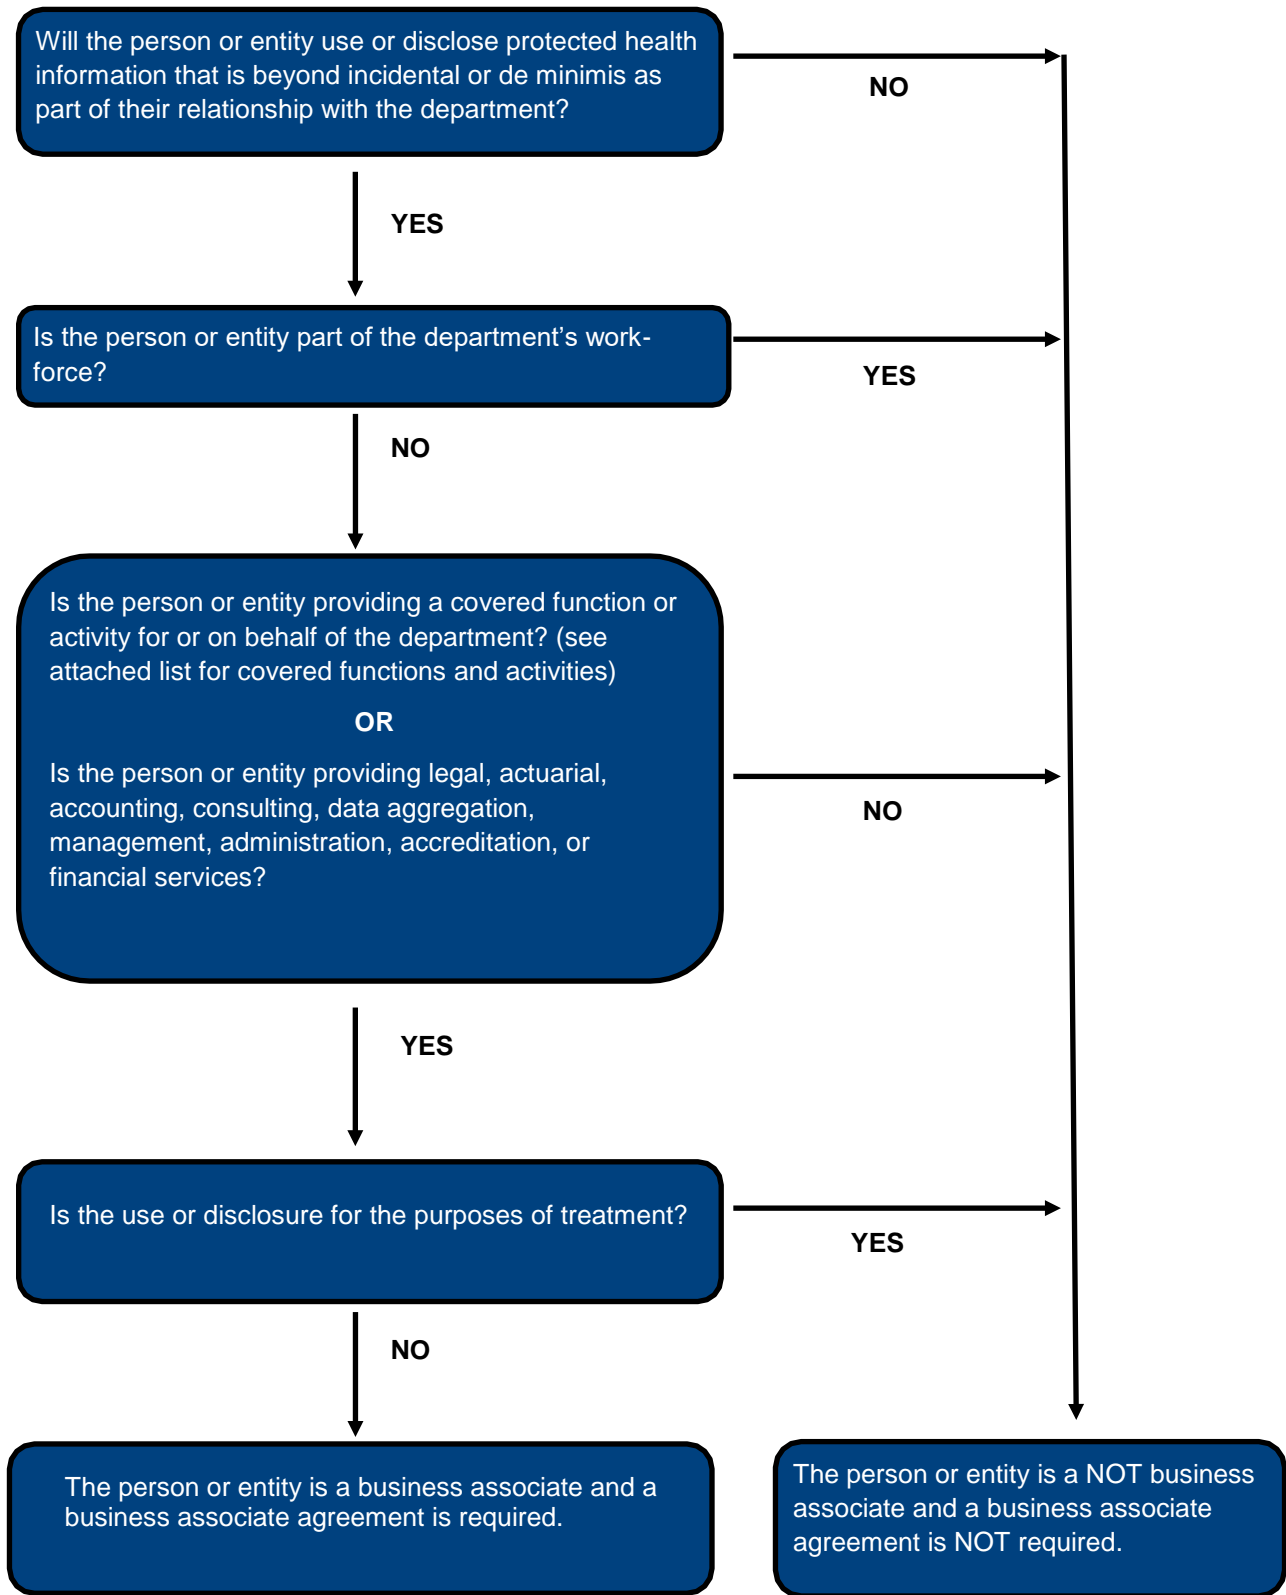 Will the person or entity use or disclose protected health
information that is beyond incidental or de minimis as
part of their relationship with the department?
NO
YES
Is the person or entity part of the department’s work-
force?
YES
NO
Is the person or entity providing a covered function or
activity for or on behalf of the department? (see
attached list for covered functions and activities)
OR
Is the person or entity providing legal, actuarial,
accounting, consulting, data aggregation,
management, administration, accreditation, or
financial services?
NO
YES
Is the use or disclosure for the purposes of treatment?
YES
NO
The person or entity is a business associate and a
business associate agreement is required.
The person or entity is a NOT business
associate and a business associate
agreement is NOT required.